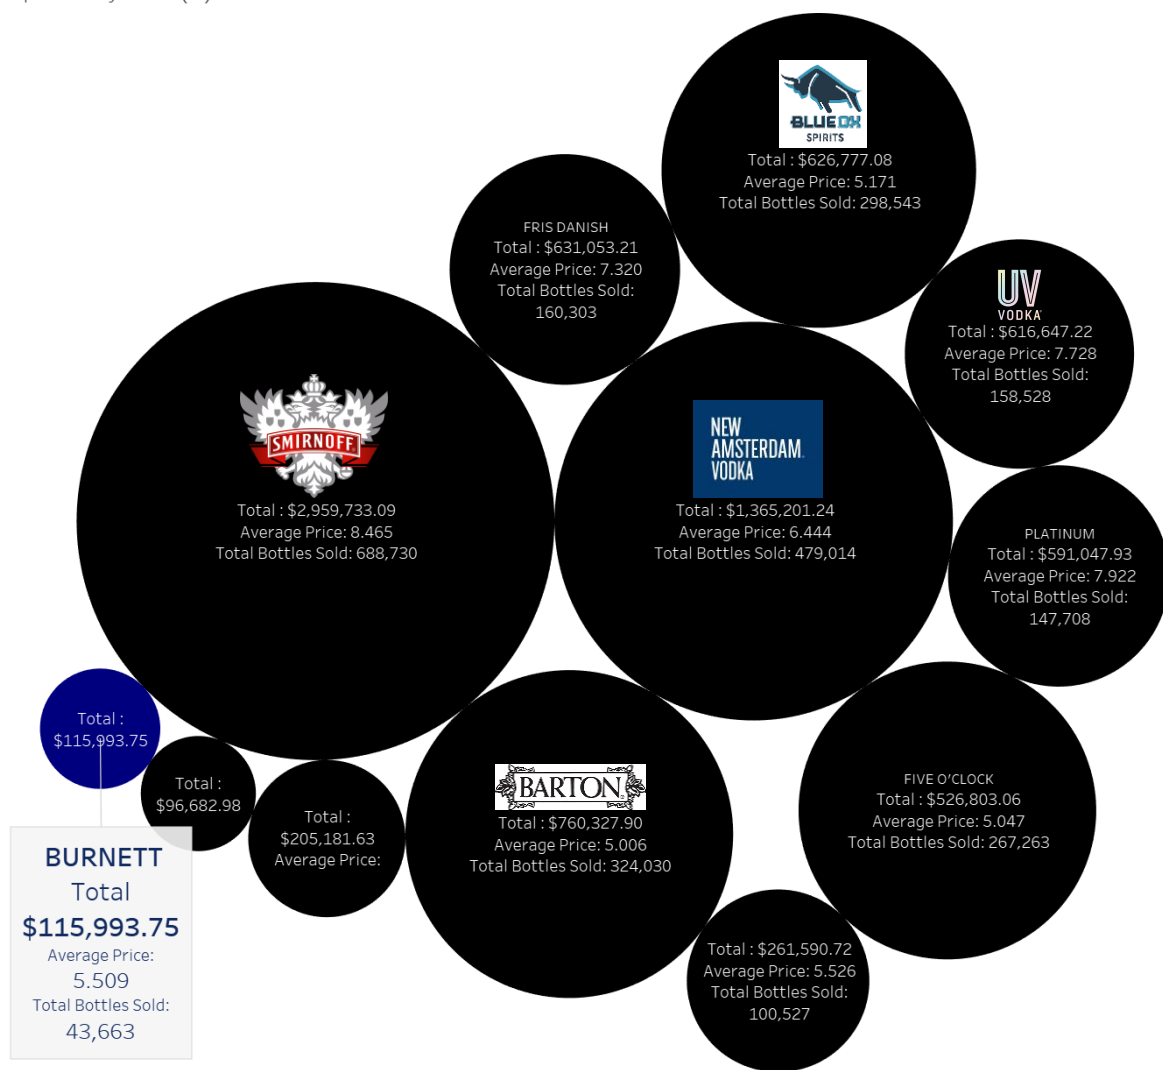 BLUE OX
SPIRITS
Total : $626,777.08
Average Price: 5.171
Total Bottles Sold: 298,543
FRIS DANISH
Total : $631,053.21
Average Price: 7.320
Total Bottles Sold:
160,303
UV
VODKA
Total : $616,647.22
Average Price: 7.728
Total Bottles Sold:
158,528
SMIRNOFF
Total : $2,959,733.09
Average Price: 8.465
Total Bottles Sold: 688,730
NEW
AMSTERDAM
VODKA
Total : $1,365,201.24
Average Price: 6.444
Total Bottles Sold: 479,014
PLATINUM
Total : $591,047.93
Average Price: 7.922
Total Bottles Sold:
147,708
Total :
$115,993.75
Total :
$96,682.98
Total :
$205,181.63
Average Price:
BARTON
Total : $760,327.90
Average Price: 5.006
Total Bottles Sold: 324,030
FIVE O’CLOCK
Total : $526,803.06
Average Price: 5.047
Total Bottles Sold: 267,263
BURNETT
Total
$115,993.75
Average Price:
5.509
Total Bottles Sold:
43,663
Total : $261,590.72
Average Price: 5.526
Total Bottles Sold:
100,527